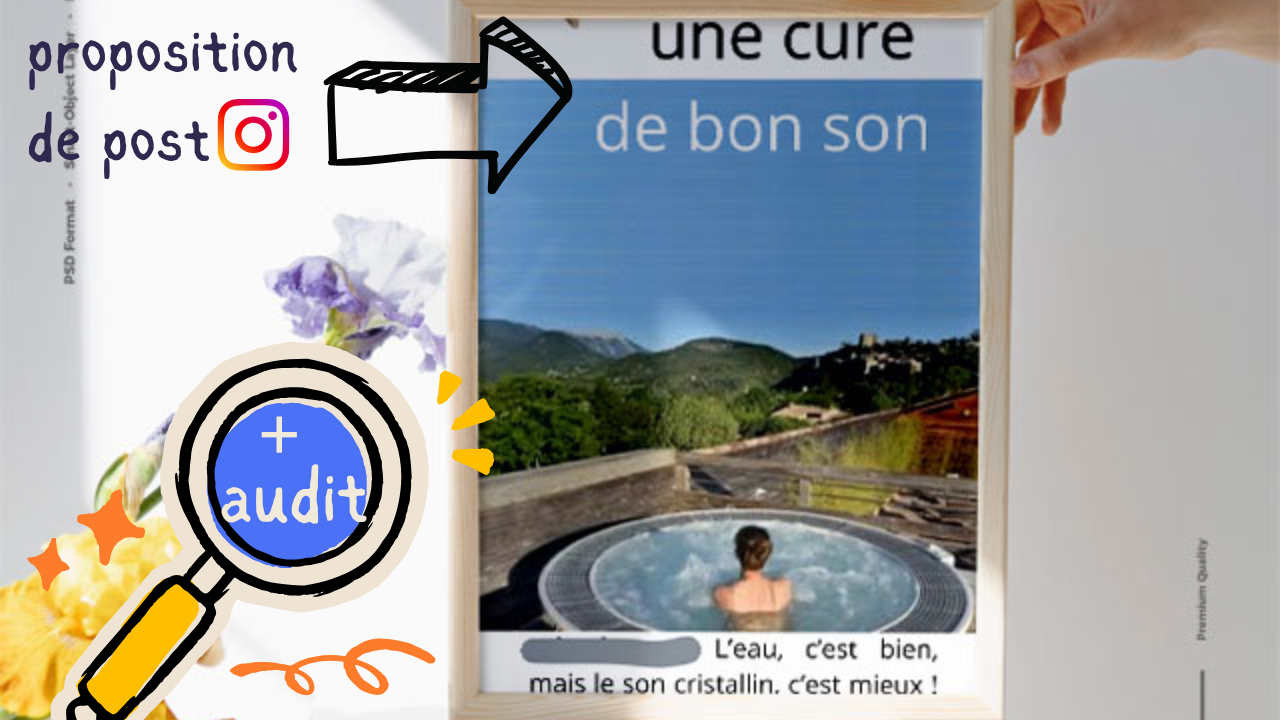 proposition
de post
une cure
de bon son
+
audit
L'eau, c'est bien,
mais le son cristallin, c'est mieux !
PSD Format
Object
Premium Quality